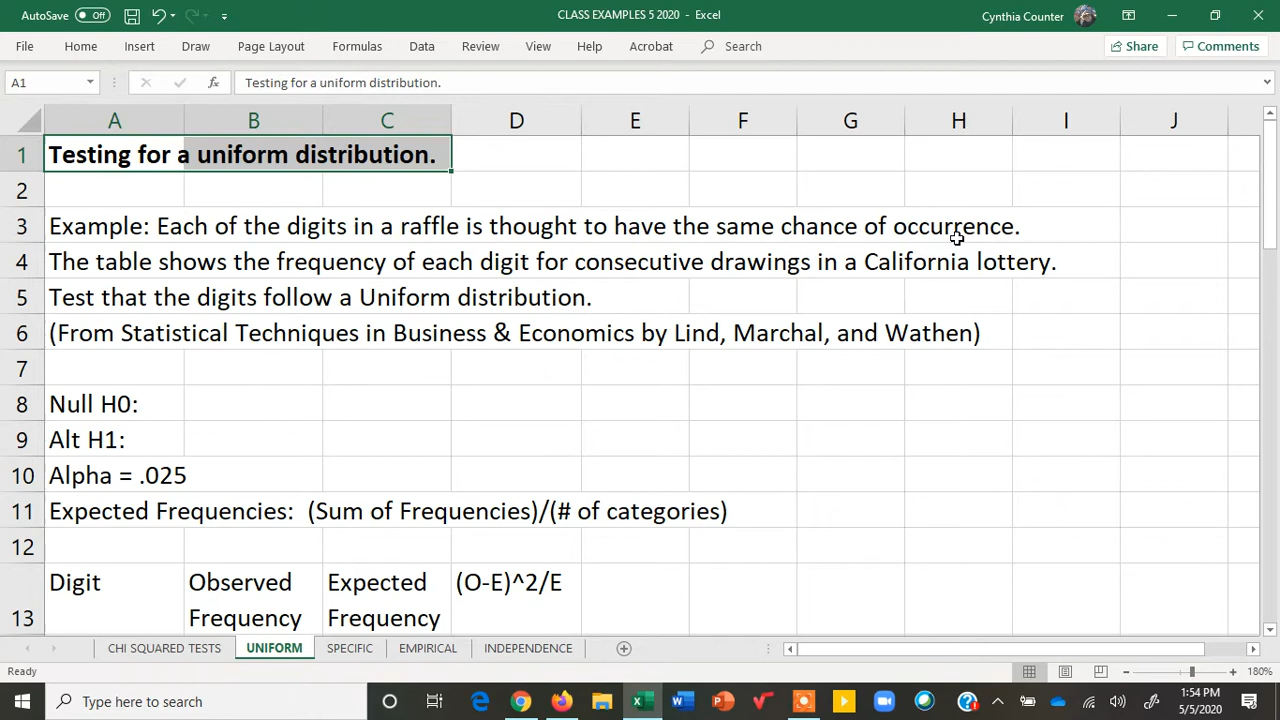 AutoSave Off CLASS EXAMPLES 5 2020 - Excel Cynthia Counter
File Home Insert Draw Page Layout Formulas Data Review View Help Acrobat Search Share Comments
A1 fx Testing for a uniform distribution.
A B C D E F G H I J
1 Testing for a uniform distribution.
2
3 Example: Each of the digits in a raffle is thought to have the same chance of occurrence.
4 The table shows the frequency of each digit for consecutive drawings in a California lottery.
5 Test that the digits follow a Uniform distribution.
6 (From Statistical Techniques in Business & Economics by Lind, Marchal, and Wathen)
7
8 Null H0:
9 Alt H1:
10 Alpha = .025
11 Expected Frequencies:  (Sum of Frequencies)/(# of categories)
12
Digit Observed Expected (O-E)^2/E
13 Frequency Frequency
CHI SQUARED TESTS UNIFORM SPECIFIC EMPIRICAL INDEPENDENCE
Ready 180%
Type here to search 1:54 PM
5/5/2020